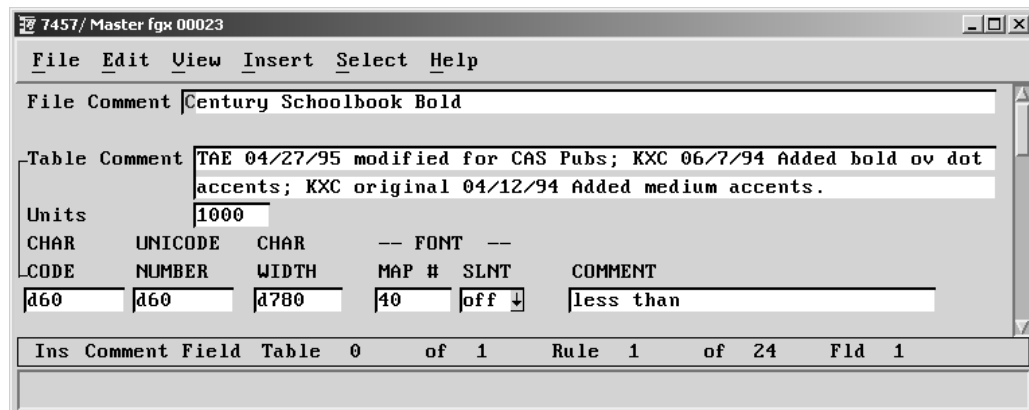 7457/ Master fgx 00023
File Edit View Insert Select Help
File Comment Century Schoolbook Bold
Table Comment TAE 04/27/95 modified for CAS Pubs; KXC 06/7/94 Added bold ov dot
accents; KXC original 04/12/94 Added medium accents.
Units 1000
CHAR UNICODE CHAR -- FONT --
CODE NUMBER WIDTH MAP # SLNT COMMENT
d60 d60 d780 40 off less than
Ins Comment Field Table 0 of 1 Rule 1 of 24 Fld 1